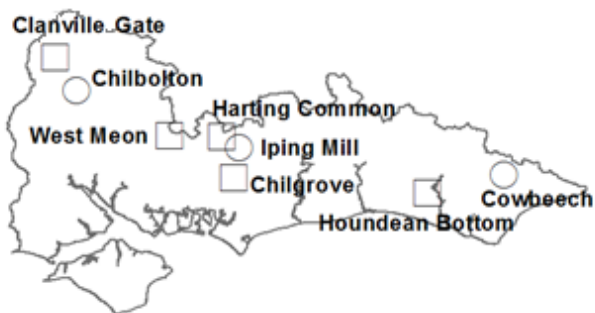 Clanville Gate
Chilbolton
Harting Common
West Meon
Iping Mill
Chilgrove
Cowbeech
Houndean Bottom